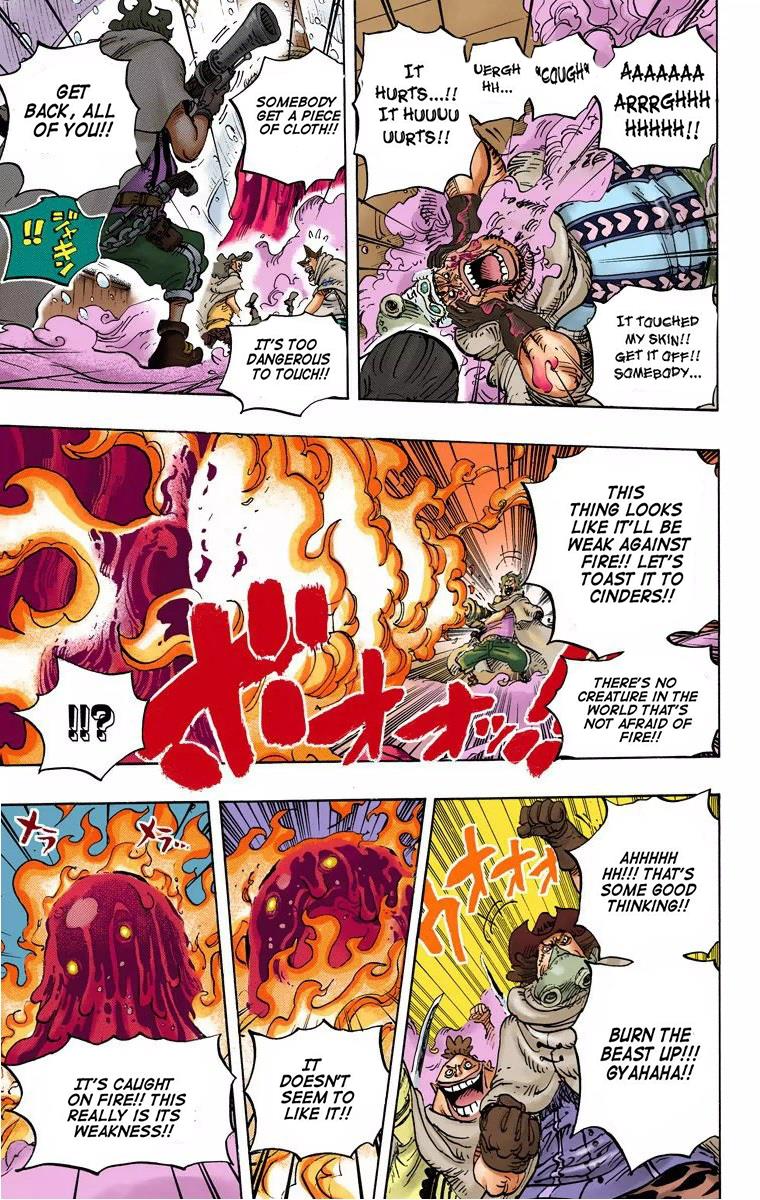 AAAAAAA
ARRRGHHH
HHHHH!!
*COUGH*
UERGH
HH...
IT
HURTS...!!
IT HUUUU
UURTS!!
IT TOUCHED
MY SKIN!!
GET IT OFF!!
SOMEBODY...
SOMEBODY
GET A PIECE
OF CLOTH!!
GET
BACK, ALL
OF YOU!!
ジャキン!!
IT'S TOO
DANGEROUS
TO TOUCH!!
THIS
THING LOOKS
LIKE IT'LL BE
WEAK AGAINST
FIRE!! LET'S
TOAST IT TO
CINDERS!!
THERE'S NO
CREATURE IN THE
WORLD THAT'S
NOT AFRAID OF
FIRE!!
ボオオオッ!!
!!?
AHHHHH
HH!!! THAT'S
SOME GOOD
THINKING!!
ウオオオ
BURN THE
BEAST UP!!!
GYAHAHA!!
IT
DOESN'T
SEEM TO
LIKE IT!!
メラ..
メラ
IT'S CAUGHT
ON FIRE!! THIS
REALLY IS ITS
WEAKNESS!!